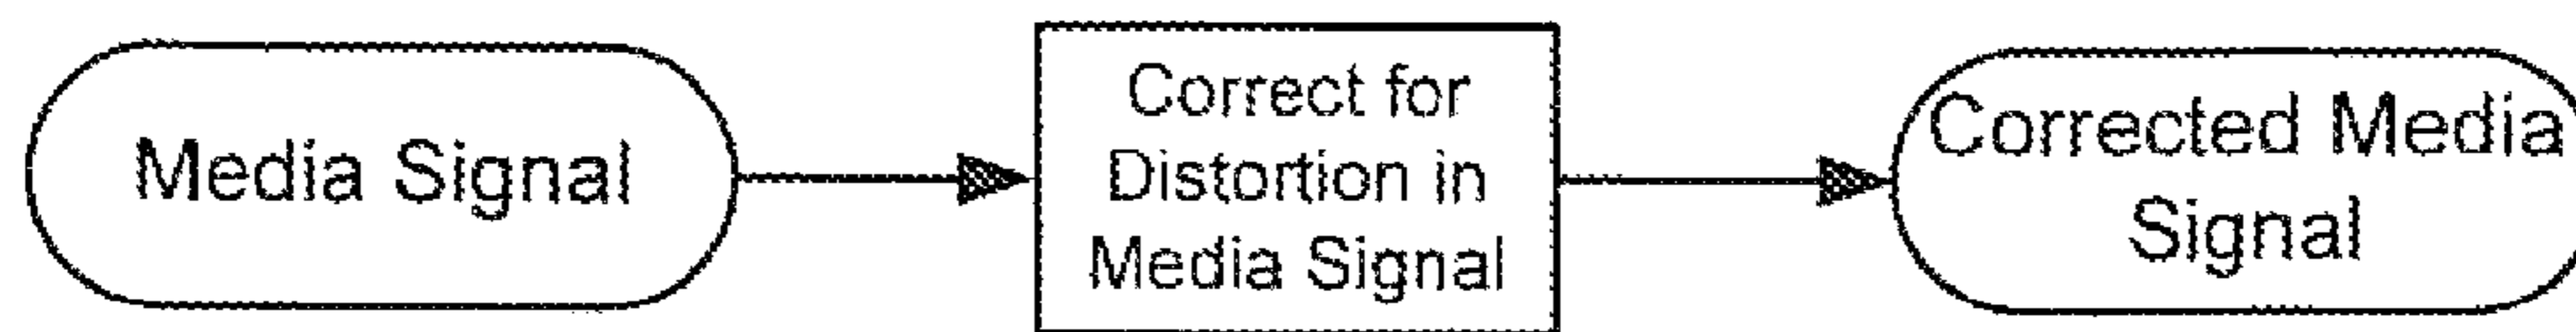 Media Signal
Correct for
Distortion in
Media Signal
Corrected Media
Signal